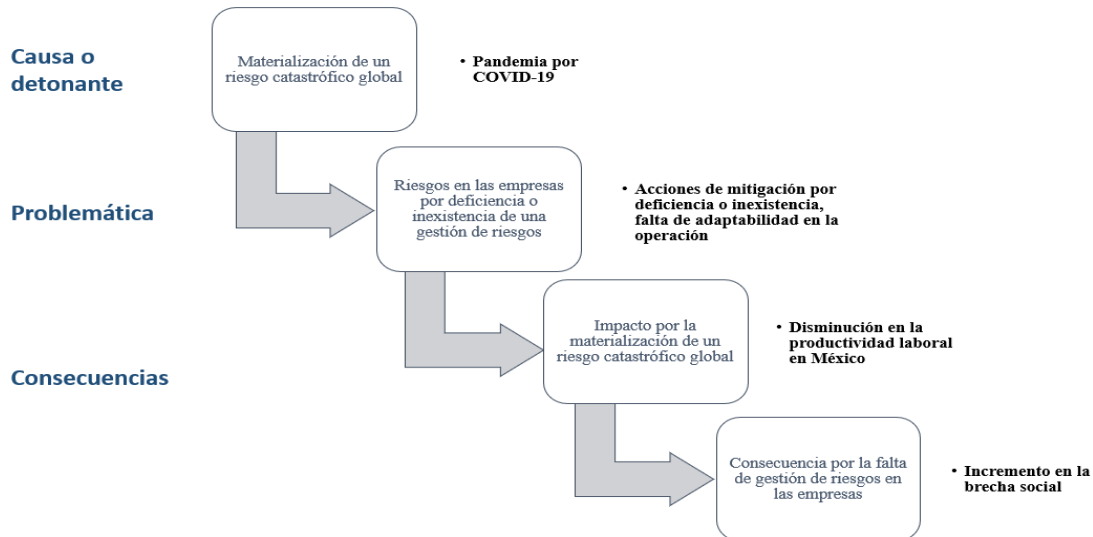 Causa o
detonante
Materialización de un
riesgo catastrófico global
• Pandemia por
COVID-19
Problemática
Riesgos en las empresas
por deficiencia o
inexistencia de una
gestión de riesgos
• Acciones de mitigación por
deficiencia o inexistencia,
falta de adaptabilidad en la
operación
Consecuencias
Impacto por la
materialización de un
riesgo catastrófico global
• Disminución en la
productividad laboral
en México
Consecuencia por la falta
de gestión de riesgos en
las empresas
• Incremento en la
brecha social